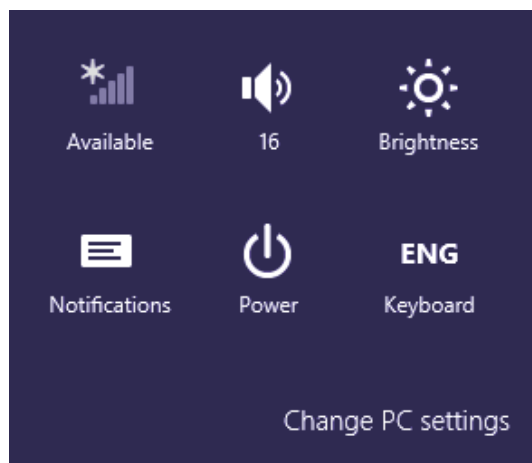 Available 16 Brightness
ENG
Notifications Power Keyboard
Change PC settings